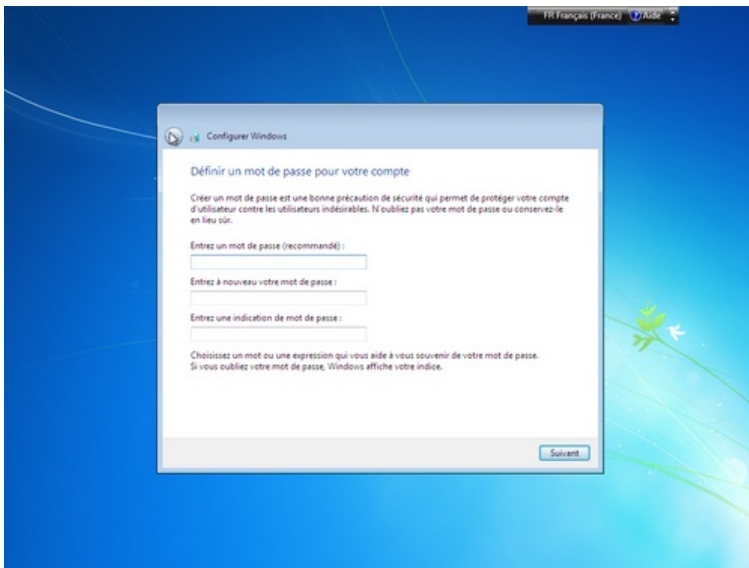 FR Français (France) ? Aide
Configurer Windows
Définir un mot de passe pour votre compte
Créer un mot de passe est une bonne précaution de sécurité qui permet de protéger votre compte
d'utilisateur contre les utilisateurs indésirables. N'oubliez pas votre mot de passe ou conservez-le
en lieu sûr.
Entrez un mot de passe (recommandé) :
Entrez à nouveau votre mot de passe :
Entrez une indication de mot de passe :
Choisissez un mot ou une expression qui vous aide à vous souvenir de votre mot de passe.
Si vous oubliez votre mot de passe, Windows affiche votre indice.
Suivant